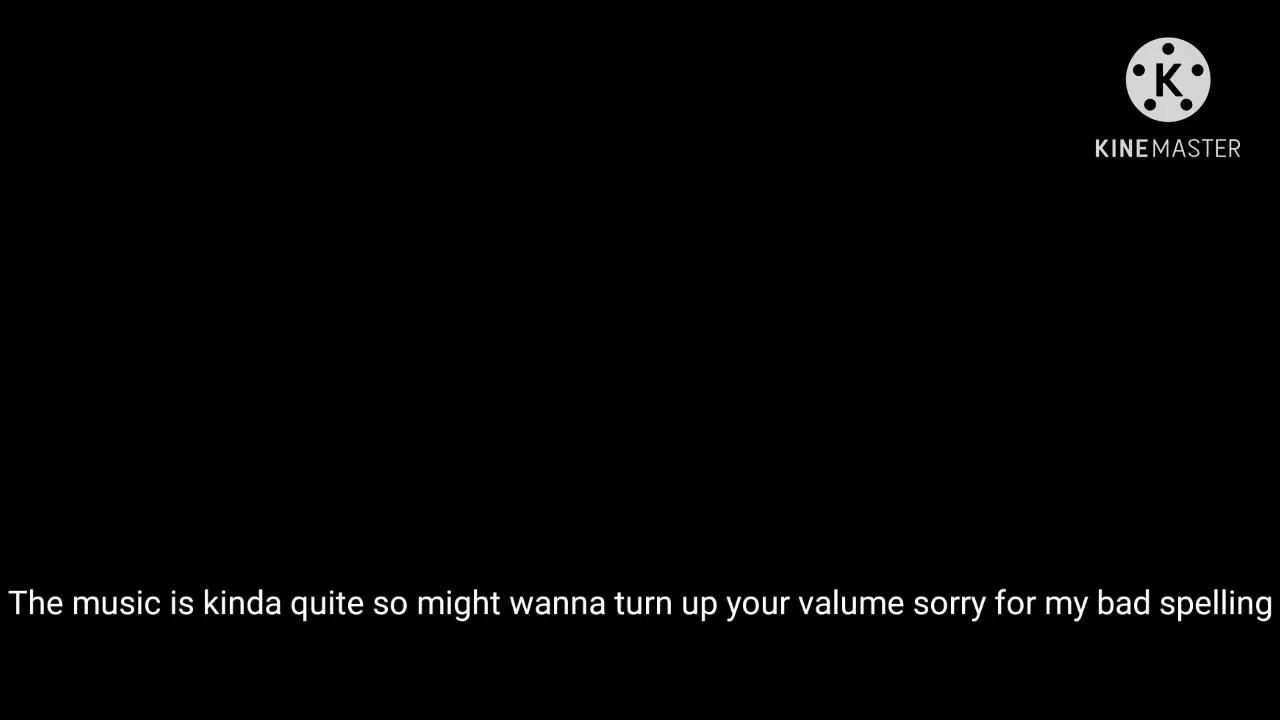 K
KINEMASTER
The music is kinda quite so might wanna turn up your valume sorry for my bad spelling